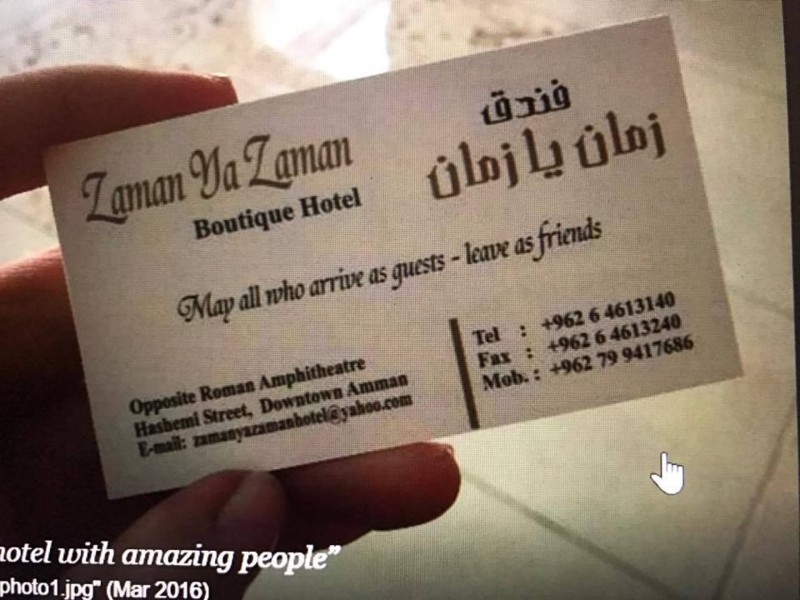 Zaman Ya Zaman
Boutique Hotel
فندق
زمان يا زمان
May all who arrive as guests - leave as friends
Opposite Roman Amphitheatre
Hashemi Street, Downtown Amman
E-mail: zamanyazamanhotel@yahoo.com
Tel : +962 6 4613140
Fax : +962 6 4613240
Mob. : +962 79 9417686
hotel with amazing people”
photo1.jpg" (Mar 2016)